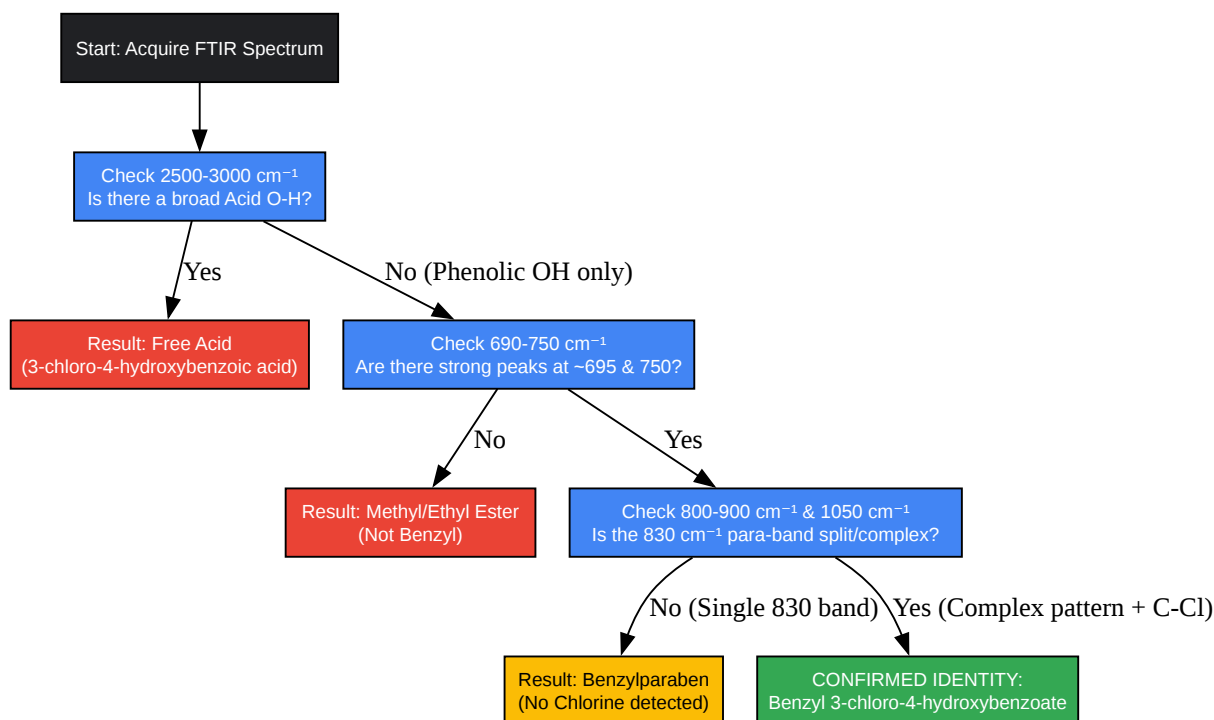 Start: Acquire FTIR Spectrum
Check 2500-3000 cm⁻¹
Is there a broad Acid O-H?
Yes
No (Phenolic OH only)
Result: Free Acid
(3-chloro-4-hydroxybenzoic acid)
Check 690-750 cm⁻¹
Are there strong peaks at ~695 & 750?
No
Yes
Result: Methyl/Ethyl Ester
(Not Benzyl)
Check 800-900 cm⁻¹ & 1050 cm⁻¹
Is the 830 cm⁻¹ para-band split/complex?
No (Single 830 band)
Yes (Complex pattern + C-Cl)
Result: Benzylparaben
(No Chlorine detected)
CONFIRMED IDENTITY:
Benzyl 3-chloro-4-hydroxybenzoate